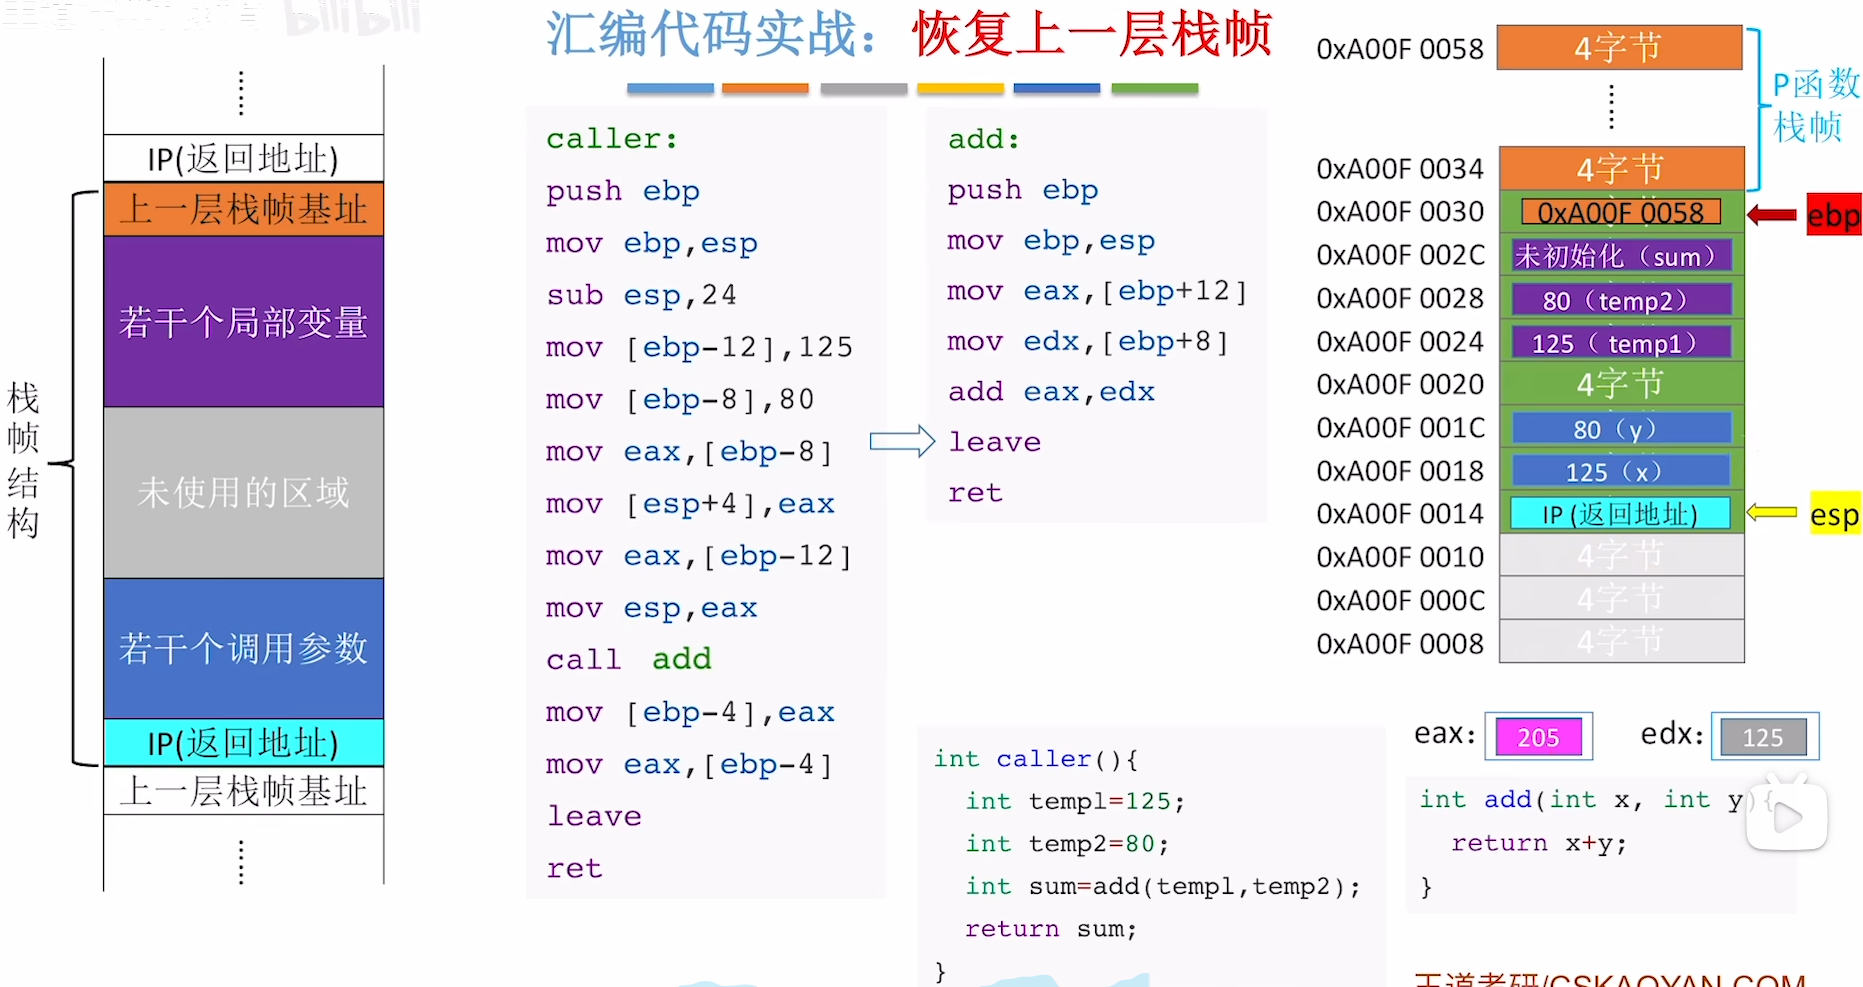 bilibili
汇编代码实战：恢复上一层栈帧
IP(返回地址)
上一层栈帧基址
若干个局部变量
未使用的区域
若干个调用参数
IP(返回地址)
上一层栈帧基址
栈帧结构
caller:
push ebp
mov ebp,esp
sub esp,24
mov [ebp-12],125
mov [ebp-8],80
mov eax,[ebp-8]
mov [esp+4],eax
mov eax,[ebp-12]
mov esp,eax
call add
mov [ebp-4],eax
mov eax,[ebp-4]
leave
ret
add:
push ebp
mov ebp,esp
mov eax,[ebp+12]
mov edx,[ebp+8]
add eax,edx
leave
ret
int caller(){
int temp1=125;
int temp2=80;
int sum=add(temp1,temp2);
return sum;
}
0xA00F 0058 4字节
P函数
栈帧
0xA00F 0034 4字节
0xA00F 0030 0xA00F 0058 ebp
0xA00F 002C 未初始化（sum）
0xA00F 0028 80（temp2）
0xA00F 0024 125（ temp1）
0xA00F 0020 4字节
0xA00F 001C 80（y）
0xA00F 0018 125（x）
0xA00F 0014 IP (返回地址) esp
0xA00F 0010 4字节
0xA00F 000C 4字节
0xA00F 0008 4字节
eax: 205 edx: 125
int add(int x, int y){
return x+y;
}
王道考研/CSKAOYAN.COM